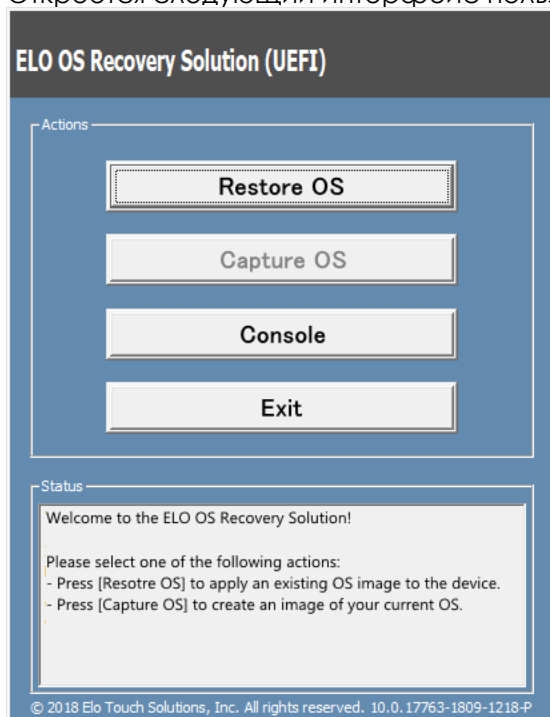 Откроется следующий интерфейс
ELO OS Recovery Solution (UEFI)
Actions
Restore OS
Capture OS
Console
Exit
Status
Welcome to the ELO OS Recovery Solution!
Please select one of the following actions:
- Press [Resotre OS] to apply an existing OS image to the device.
- Press [Capture OS] to create an image of your current OS.
© 2018 Elo Touch Solutions, Inc. All rights reserved. 10.0.17763-1809-1218-P